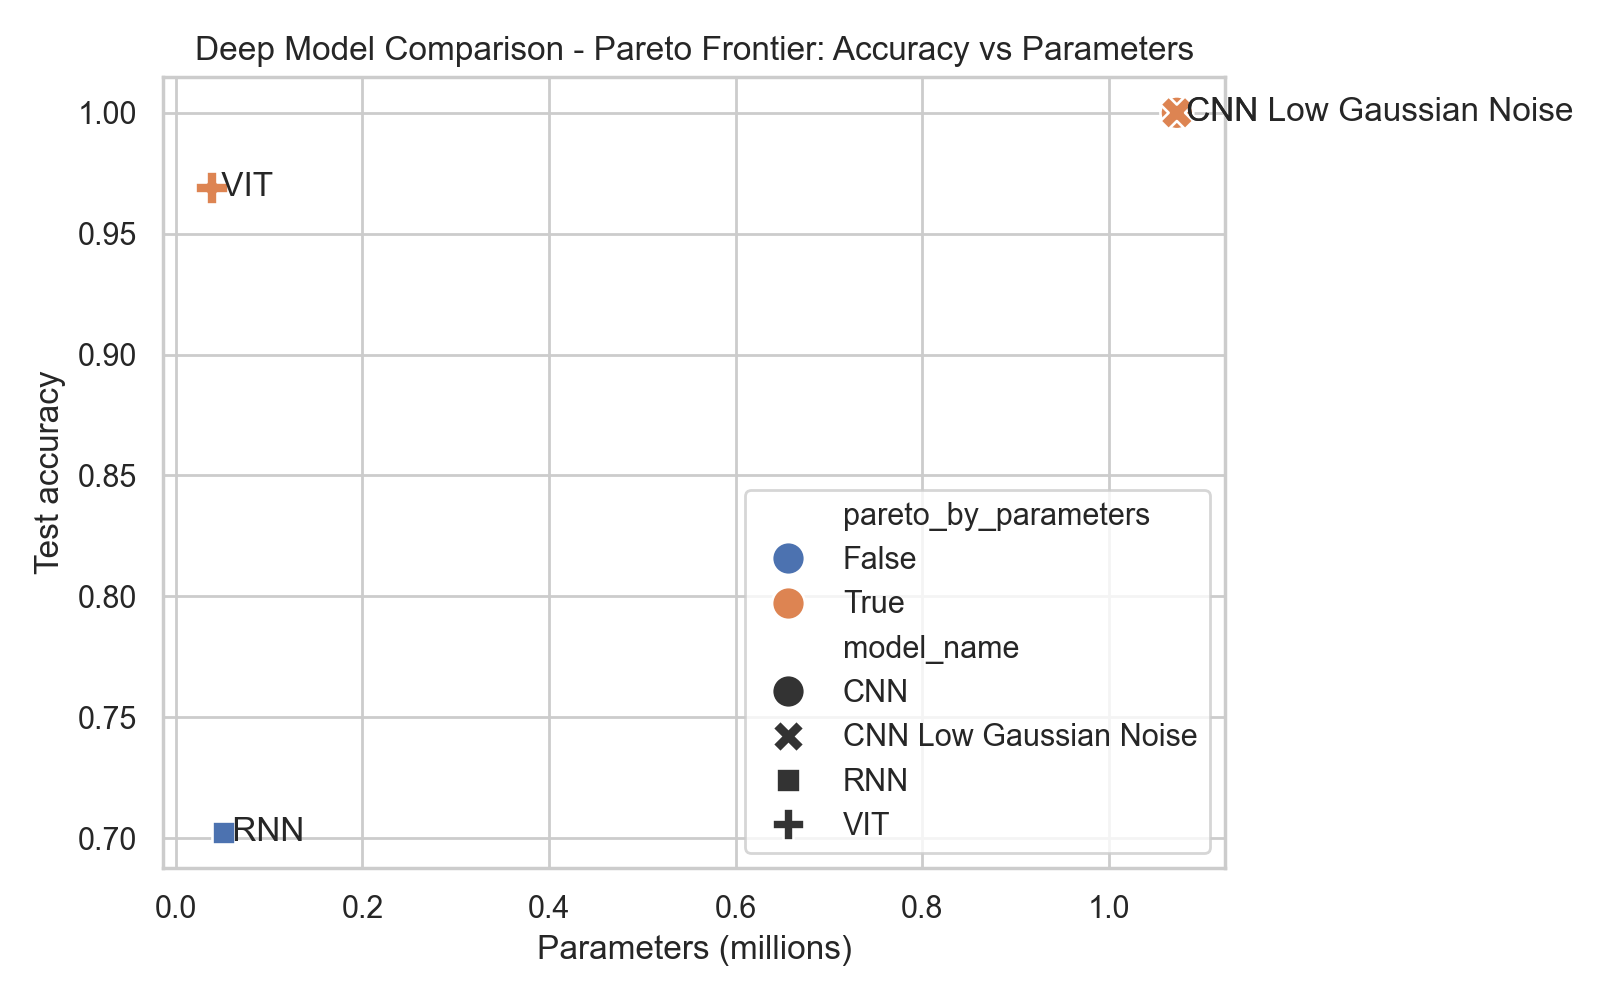 Deep Model Comparison - Pareto Frontier: Accuracy vs Parameters
1.00
CNN Low Gaussian Noise
VIT
0.95
0.90
0.85
0.80
0.75
0.70
RNN
Test accuracy
pareto_by_parameters
False
True
model_name
CNN
CNN Low Gaussian Noise
RNN
VIT
0.0 0.2 0.4 0.6 0.8 1.0
Parameters (millions)